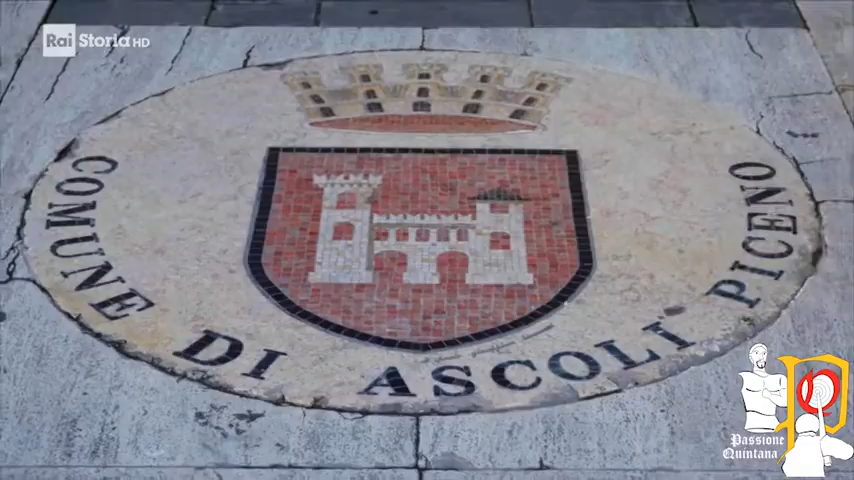 Rai Storia HD
COMUNE DI ASCOLI PICENO
Passione
Quintana